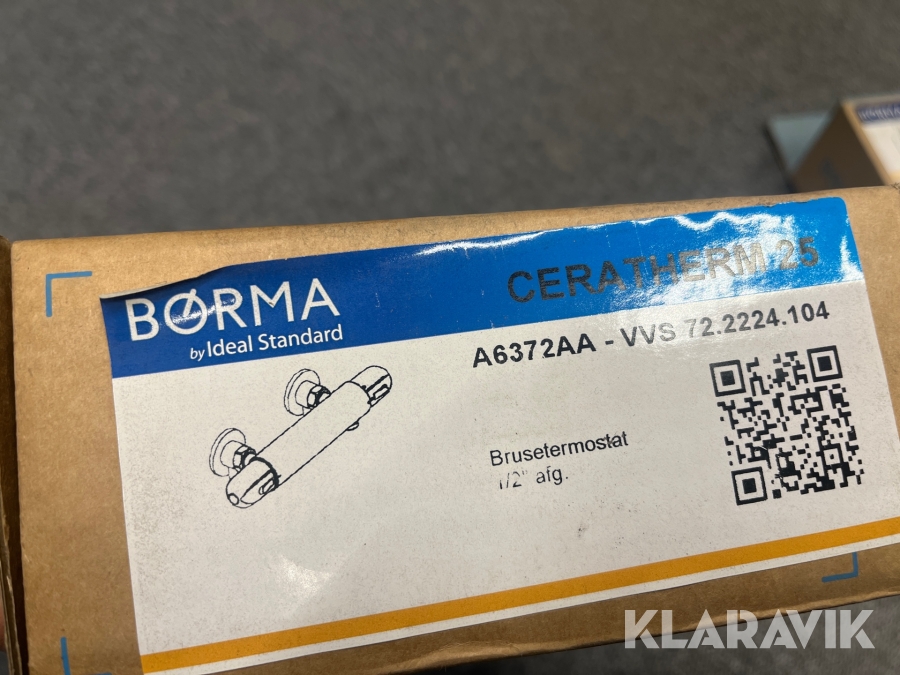 BØRMA
by Ideal Standard
CERATHERM 25
A6372AA - VVS 72.2224.104
Brusetermostat
1/2" afg.
KLARAVIK